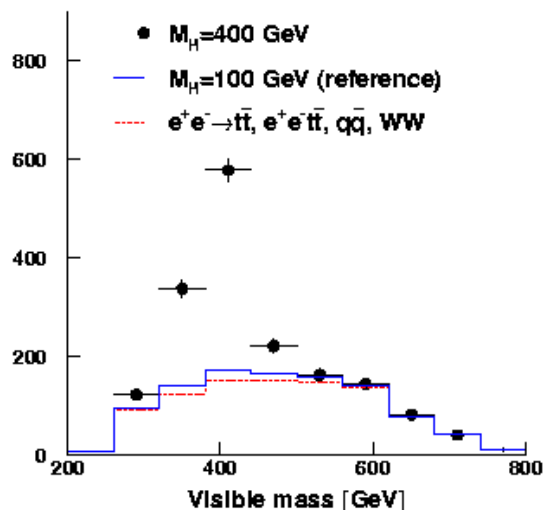 M_H=400 GeV
M_H=100 GeV (reference)
e⁺e⁻→tt̄, e⁺e⁻tt̄, qq̄, WW
800
600
400
200
0
200 400 600 800
Visible mass [GeV]